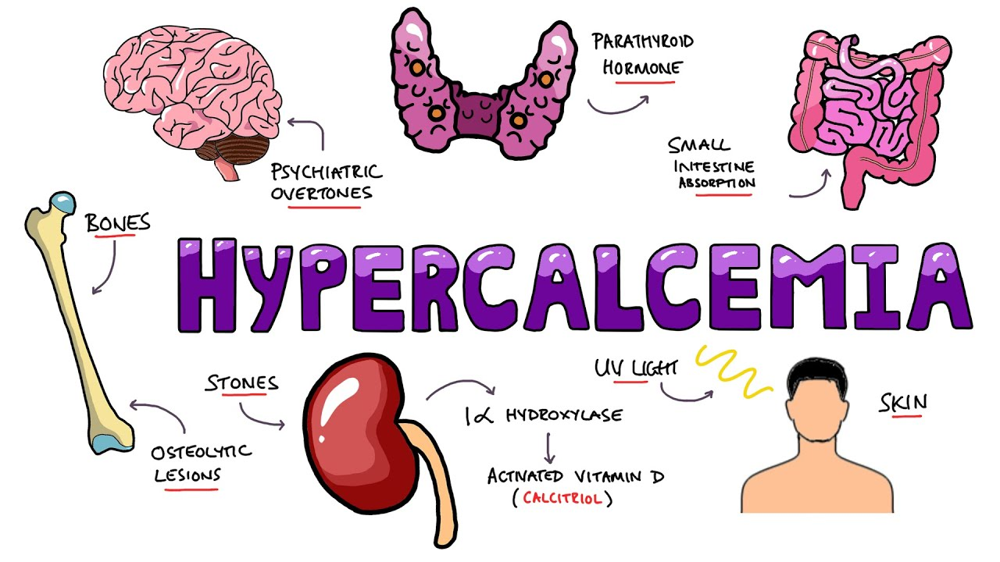 PARATHYROID
HORMONE
SMALL
INTESTINE
ABSORPTION
PSYCHIATRIC
OVERTONES
BONES
HYPERCALCEMIA
STONES
UV LIGHT
SKIN
1α HYDROXYLASE
OSTEOLYTIC
LESIONS
ACTIVATED VITAMIN D
(CALCITRIOL)